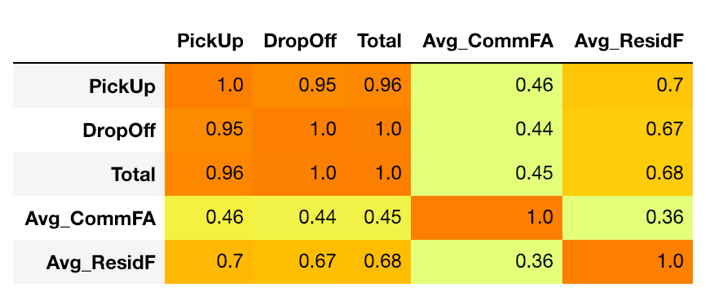 PickUp DropOff Total Avg_CommFA Avg_ResidF
PickUp 1.0 0.95 0.96 0.46 0.7
DropOff 0.95 1.0 1.0 0.44 0.67
Total 0.96 1.0 1.0 0.45 0.68
Avg_CommFA 0.46 0.44 0.45 1.0 0.36
Avg_ResidF 0.7 0.67 0.68 0.36 1.0